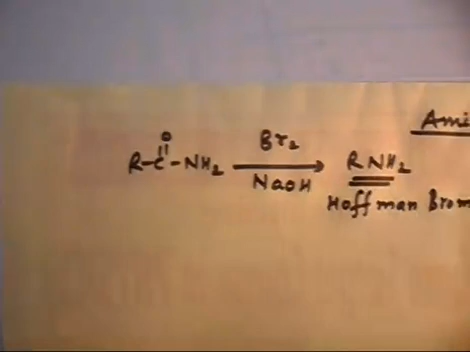 Ami
O
R-C-NH2 Br2 RNH2
NaOH
Hoffman Brom